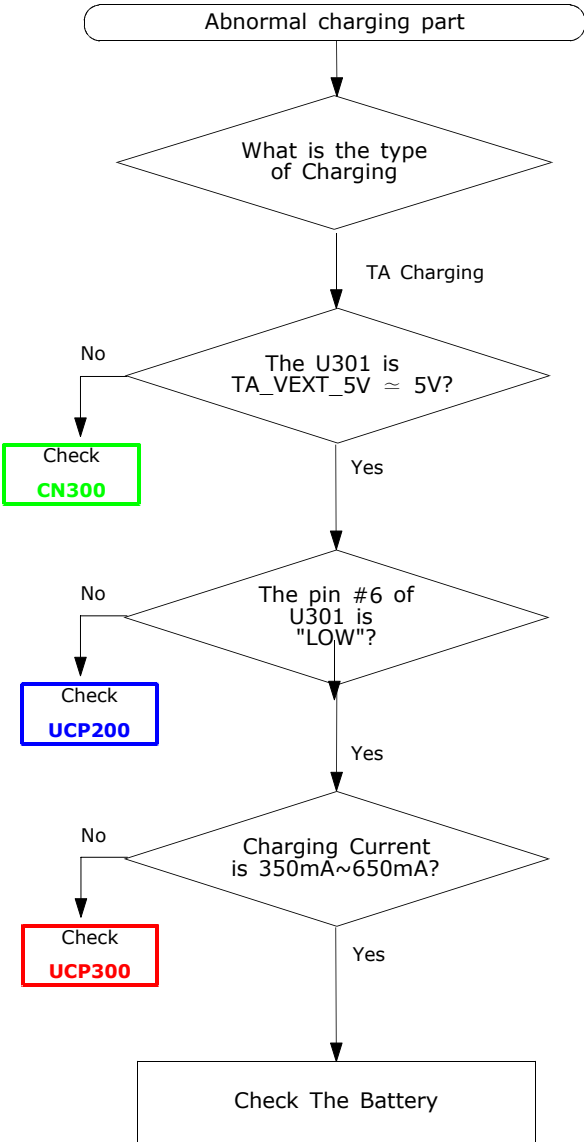 Abnormal charging part
What is the type
of Charging
TA Charging
No
The U301 is
TA_VEXT_5V ≃ 5V?
Check
CN300
Yes
No
The pin #6 of
U301 is
"LOW"?
Check
UCP200
Yes
No
Charging Current
is 350mA~650mA?
Check
UCP300
Yes
Check The Battery